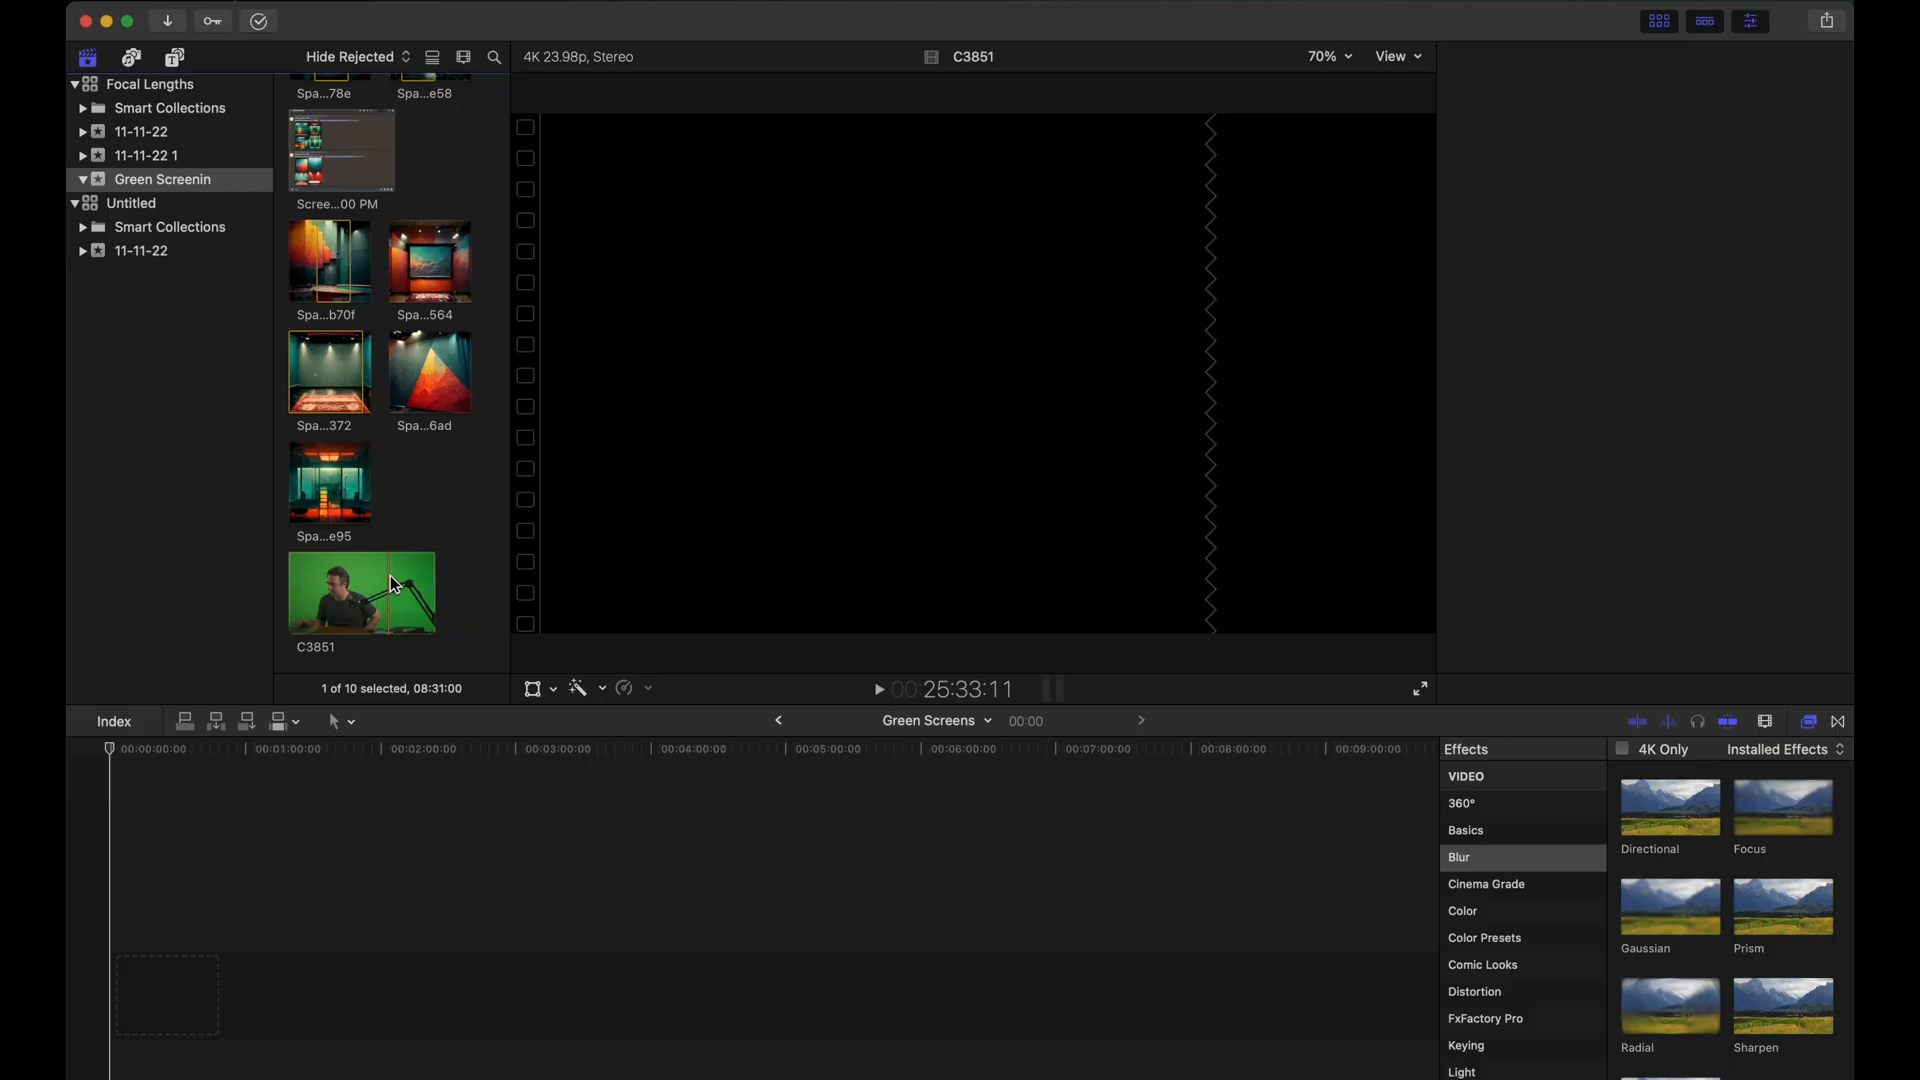 Hide Rejected
4K 23.98p, Stereo
C3851
70%
View
Focal Lengths
Smart Collections
11-11-22
11-11-22 1
Green Screenin
Untitled
Smart Collections
11-11-22
Spa...78e
Spa...e58
Scree...00 PM
Spa...b70f
Spa...564
Spa...372
Spa...6ad
Spa...e95
C3851
1 of 10 selected, 08:31:00
00 25:33:11
Index
Green Screens
00:00
00:00:00:00
00:01:00:00
00:02:00:00
00:03:00:00
00:04:00:00
00:05:00:00
00:06:00:00
00:07:00:00
00:08:00:00
00:09:00:00
Effects
4K Only
Installed Effects
VIDEO
360°
Basics
Blur
Cinema Grade
Color
Color Presets
Comic Looks
Distortion
FxFactory Pro
Keying
Light
Directional
Focus
Gaussian
Prism
Radial
Sharpen